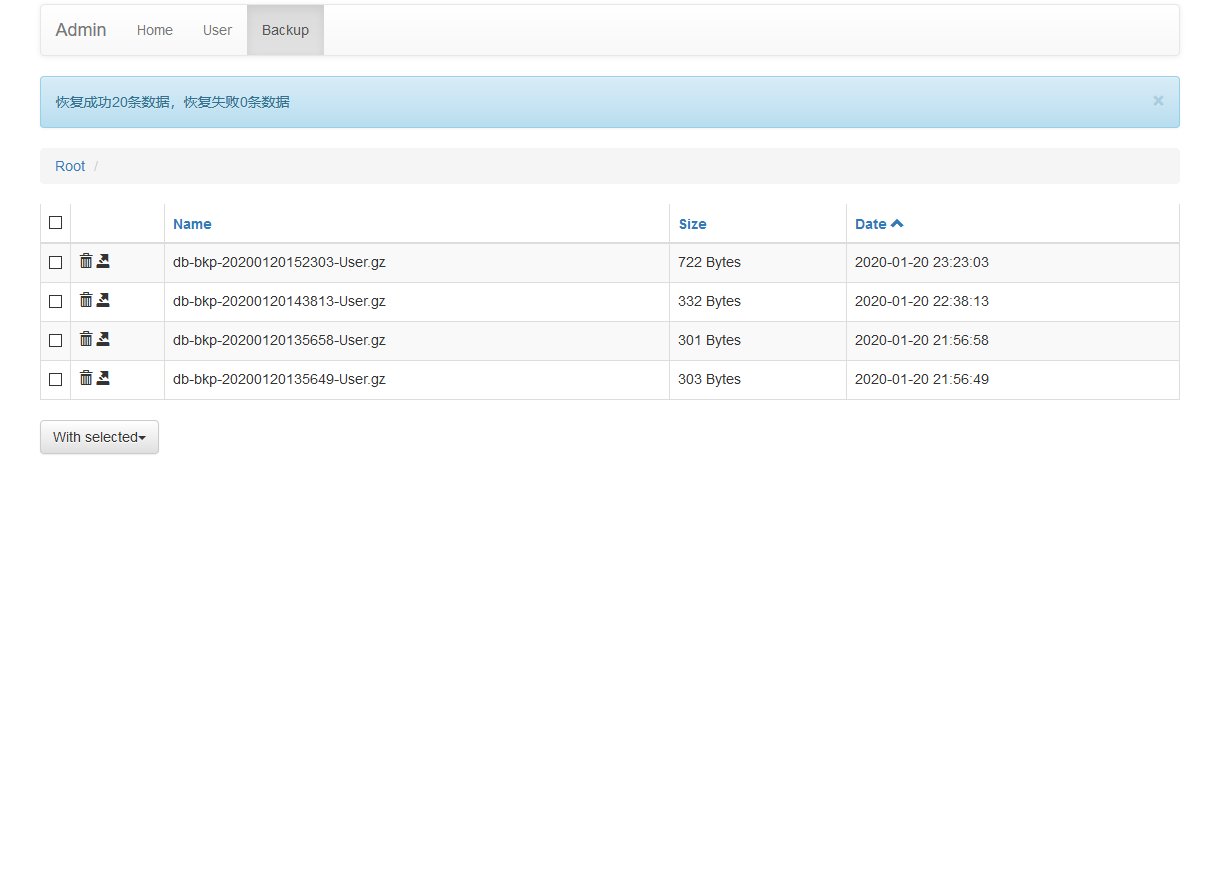 Admin Home User Backup
恢复成功20条数据，恢复失败0条数据 ×
Root /
Name Size Date
db-bkp-20200120152303-User.gz 722 Bytes 2020-01-20 23:23:03
db-bkp-20200120143813-User.gz 332 Bytes 2020-01-20 22:38:13
db-bkp-20200120135658-User.gz 301 Bytes 2020-01-20 21:56:58
db-bkp-20200120135649-User.gz 303 Bytes 2020-01-20 21:56:49
With selected